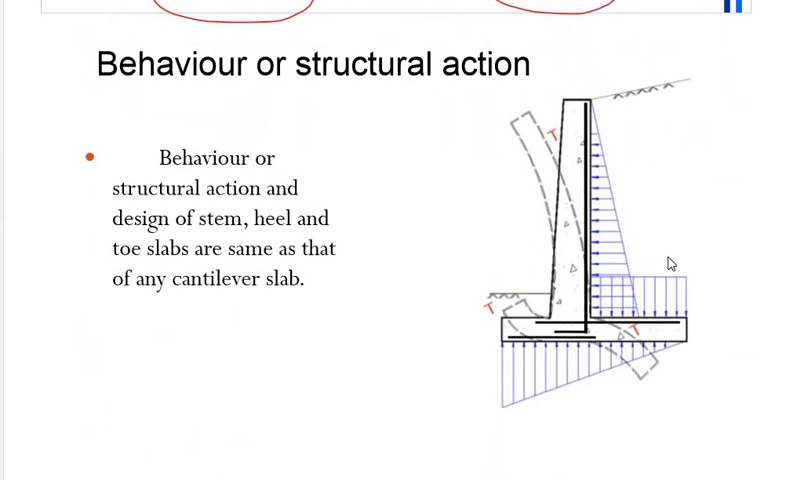 Behaviour or structural action
Behaviour or
structural action and
design of stem, heel and
toe slabs are same as that
of any cantilever slab.
T
T
T